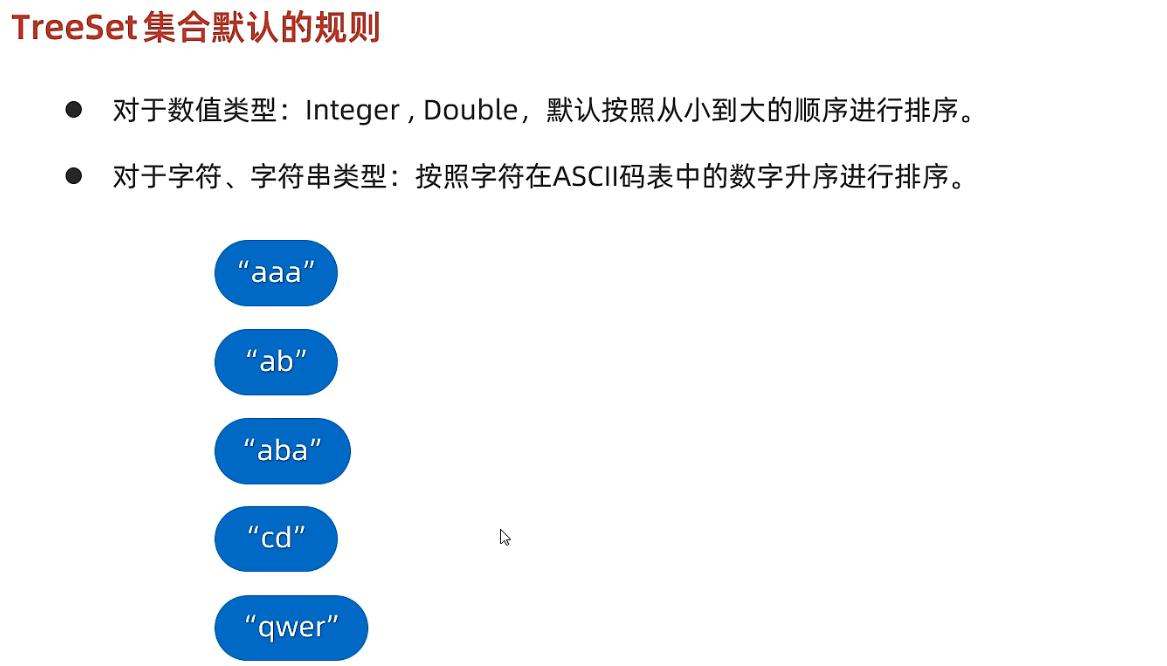 TreeSet集合默认的规则
● 对于数值类型：Integer , Double，默认按照从小到大的顺序进行排序。
● 对于字符、字符串类型：按照字符在ASCII码表中的数字升序进行排序。
“aaa”
“ab”
“aba”
“cd”
“qwer”